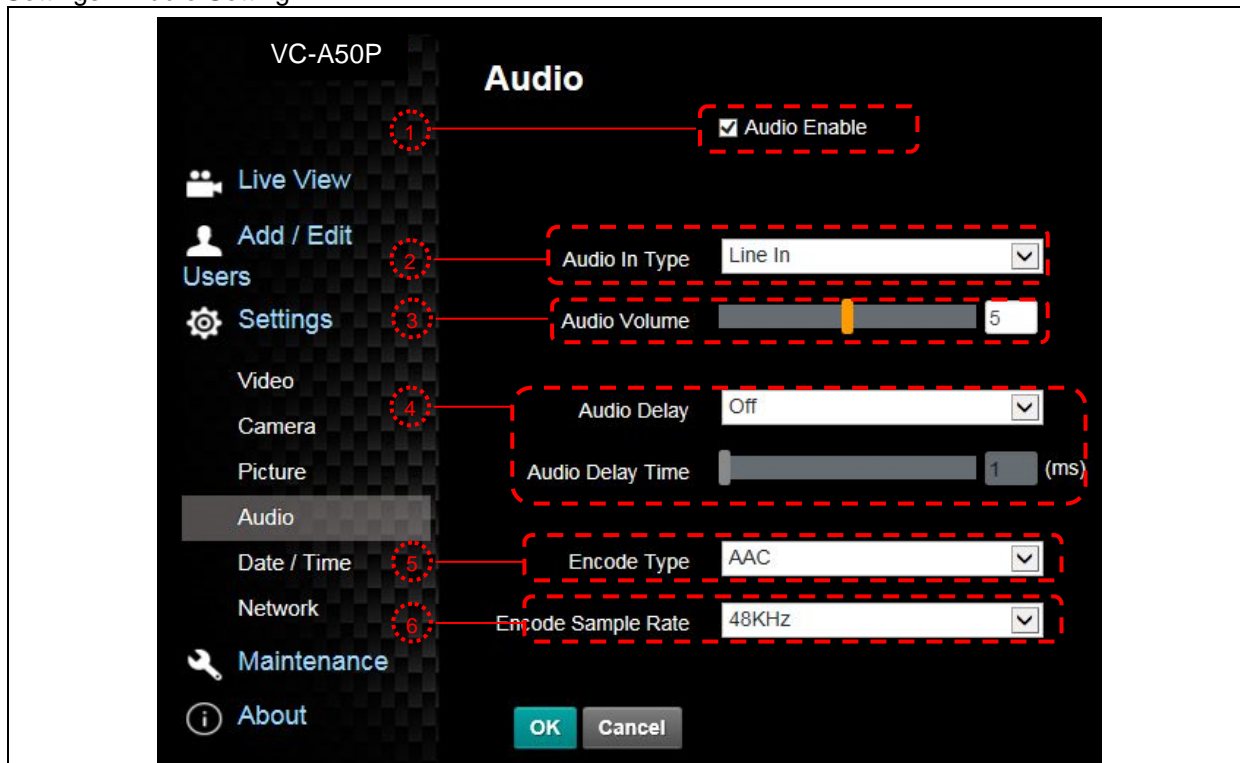 VC-A50P
Audio
1
Audio Enable
Live View
Add / Edit
Users
2
Audio In Type
Line In
Settings
3
Audio Volume
5
Video
4
Audio Delay
Off
Camera
Picture
Audio Delay Time
1
(ms)
Audio
Date / Time
5
Encode Type
AAC
Network
6
Encode Sample Rate
48KHz
Maintenance
About
OK
Cancel